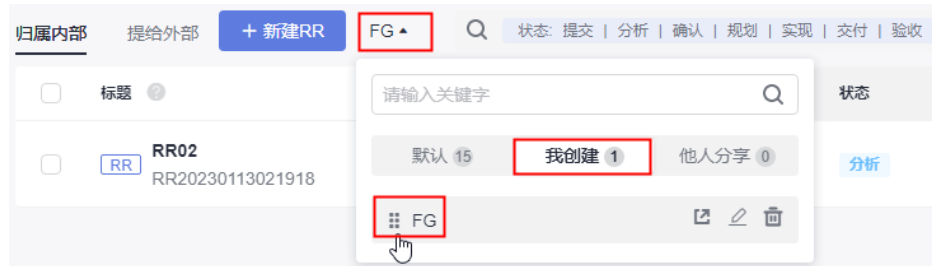 归属内部 提给外部 + 新建RR FG 状态: 提交 | 分析 | 确认 | 规划 | 实现 | 交付 | 验收
标题 请输入关键字 状态
默认 15 我创建 1 他人分享 0
RR RR02 分析
RR20230113021918
FG